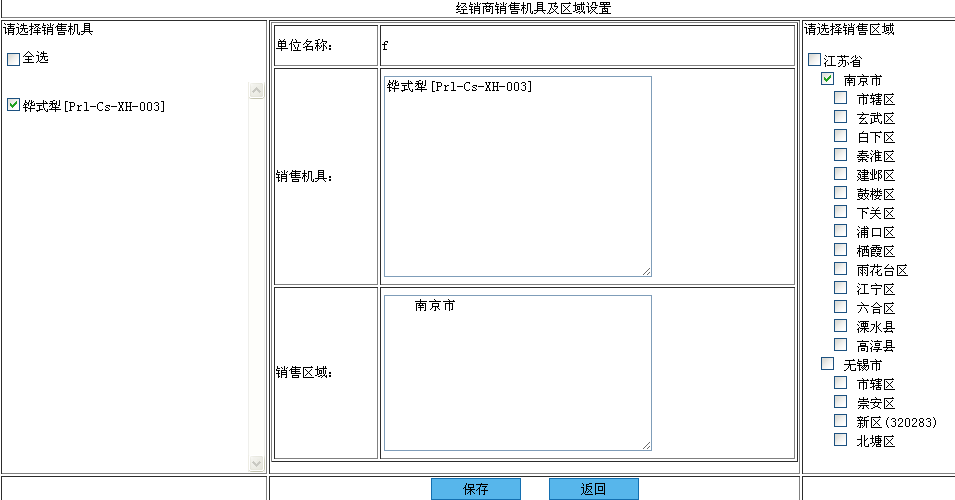 经销商销售机具及区域设置
请选择销售机具
全选
铧式犁[Prl-Cs-XH-003]
单位名称：
f
销售机具：
铧式犁[Prl-Cs-XH-003]
销售区域：
南京市
请选择销售区域
江苏省
南京市
市辖区
玄武区
白下区
秦淮区
建邺区
鼓楼区
下关区
浦口区
栖霞区
雨花台区
江宁区
六合区
溧水县
高淳县
无锡市
市辖区
崇安区
新区(320283)
北塘区
保存
返回